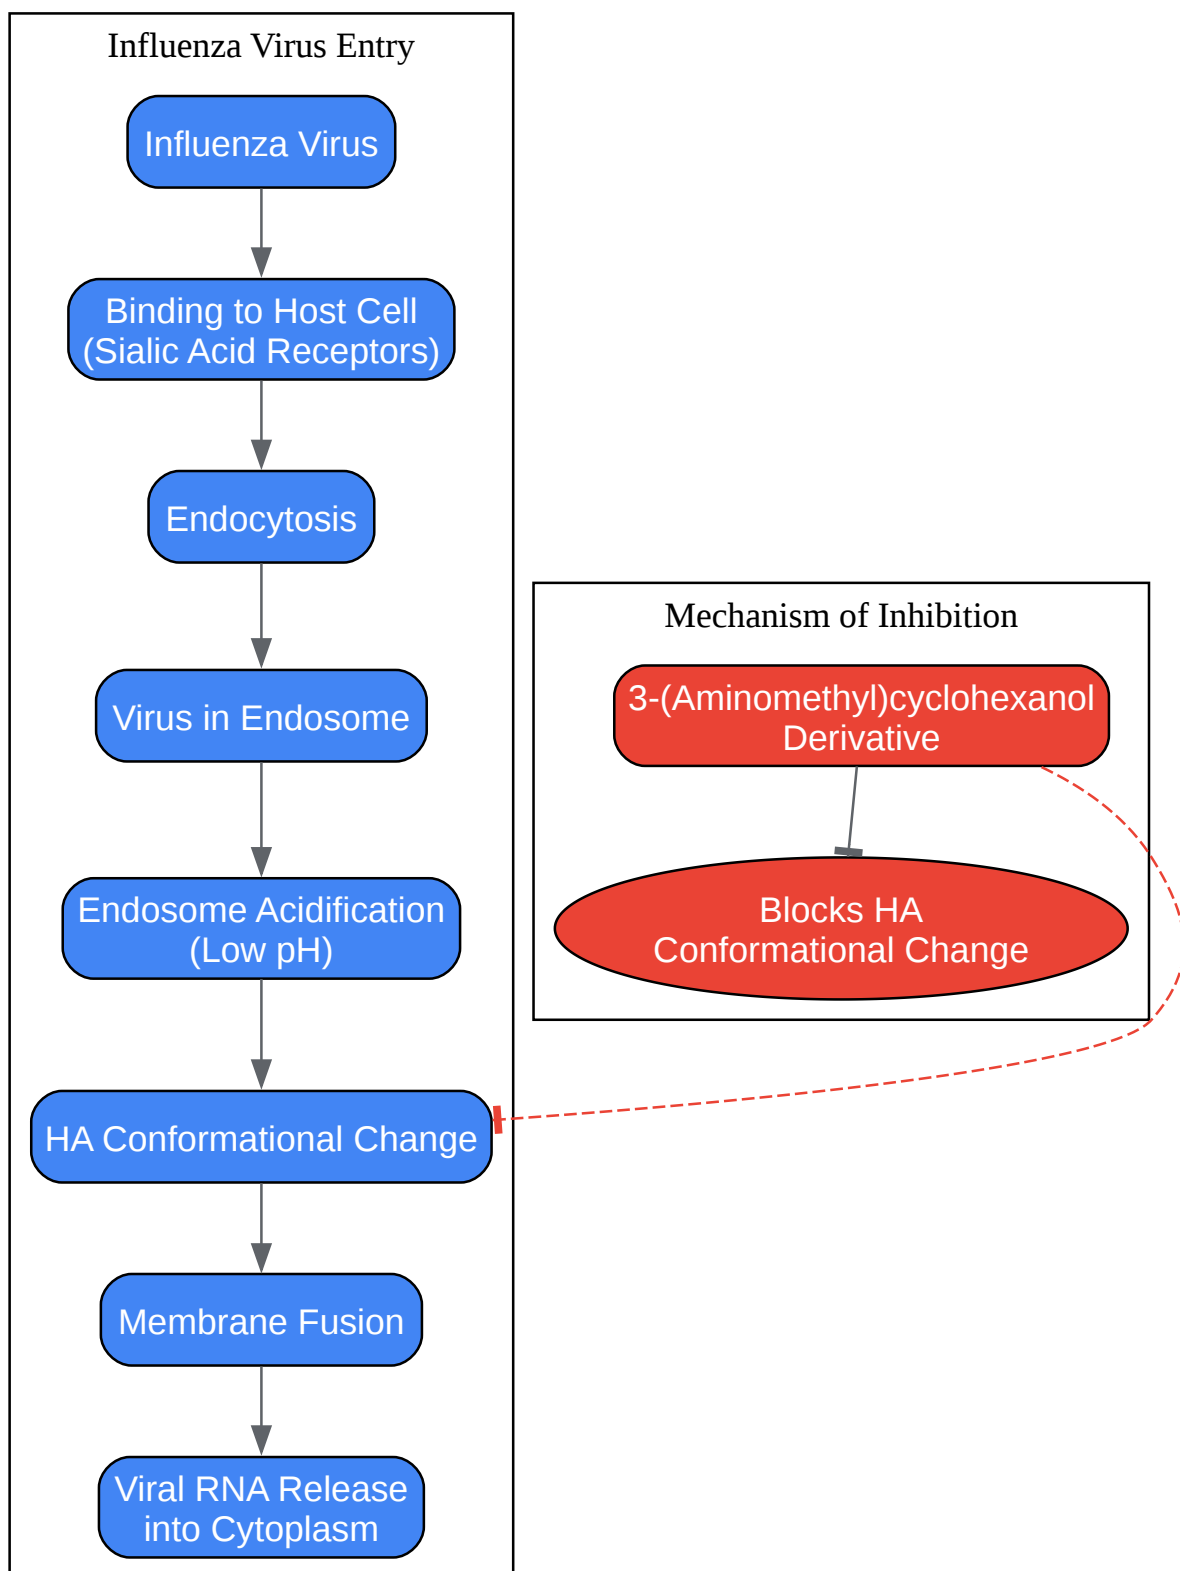 Influenza Virus Entry
Influenza Virus
Binding to Host Cell
(Sialic Acid Receptors)
Endocytosis
Virus in Endosome
Endosome Acidification
(Low pH)
HA Conformational Change
Membrane Fusion
Viral RNA Release
into Cytoplasm
Mechanism of Inhibition
3-(Aminomethyl)cyclohexanol
Derivative
Blocks HA
Conformational Change